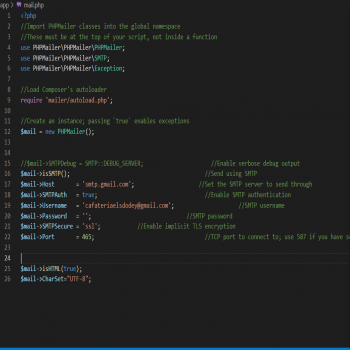 app > mail.php
1 <?php
2 //Import PHPMailer classes into the global namespace
3 //These must be at the top of your script, not inside a function
4 use PHPMailer\PHPMailer\PHPMailer;
5 use PHPMailer\PHPMailer\SMTP;
6 use PHPMailer\PHPMailer\Exception;
7
8 //Load Composer's autoloader
9 require 'mailer/autoload.php';
10
11 //Create an instance; passing `true` enables exceptions
12 $mail = new PHPMailer();
13
14
15 //$mail->SMTPDebug = SMTP::DEBUG_SERVER; //Enable verbose debug output
16 $mail->isSMTP(); //Send using SMTP
17 $mail->Host = 'smtp.gmail.com'; //Set the SMTP server to send through
18 $mail->SMTPAuth = true; //Enable SMTP authentication
19 $mail->Username = 'cafateriaelsdodey@gmail.com'; //SMTP username
20 $mail->Password = ''; //SMTP password
21 $mail->SMTPSecure = 'ssl'; //Enable implicit TLS encryption
22 $mail->Port = 465; //TCP port to connect to; use 587 if you have s
23
24
25 $mail->isHTML(true);
26 $mail->CharSet="UTF-8";